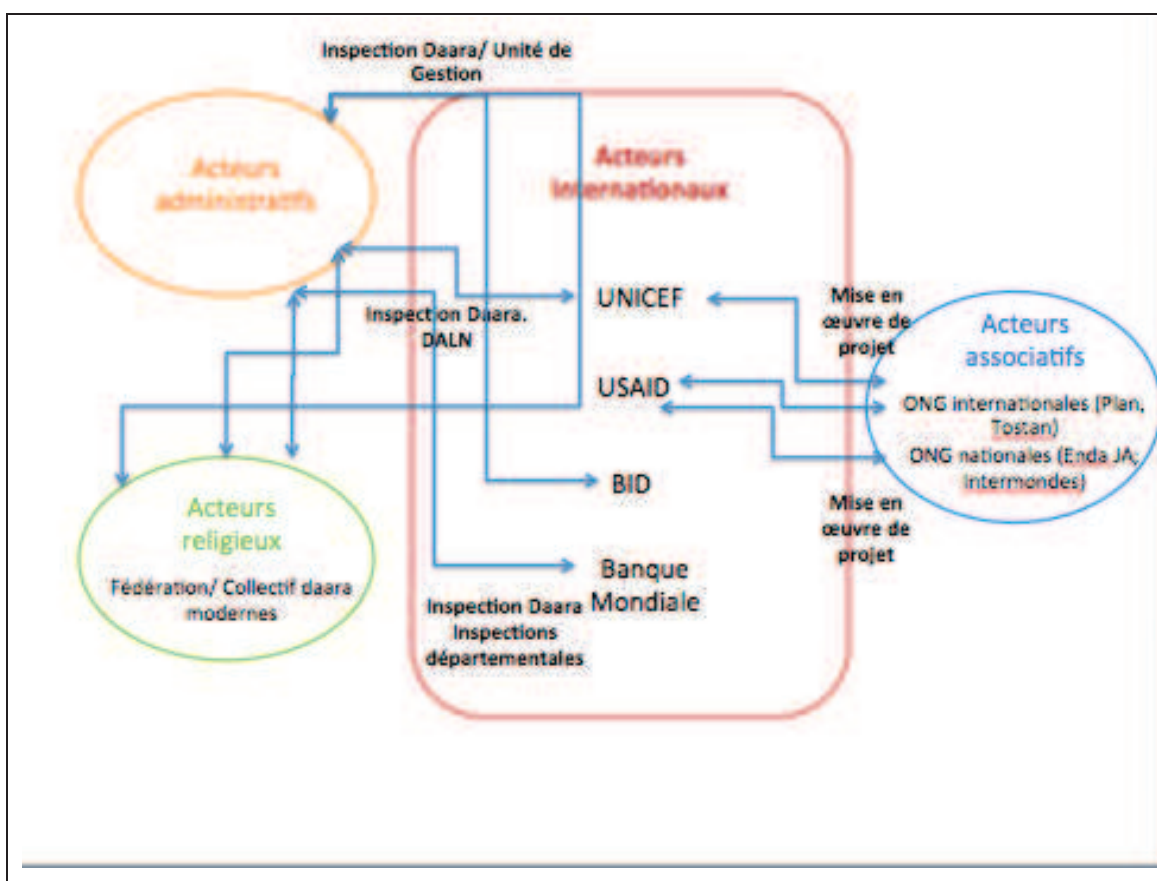 Inspection Daara/ Unité de
Gestion
Acteurs
administratifs
Acteurs
internationaux
UNICEF
Mise en
œuvre de
projet
Inspection Daara.
DALN
Acteurs
associatifs
USAID
ONG internationales (Plan,
Tostan)
ONG nationales (Enda JA;
Intermondes)
BID
Mise en
œuvre de
projet
Acteurs
religieux
Fédération/ Collectif daara
modernes
Banque
Mondiale
Inspection Daara
Inspections
départementales